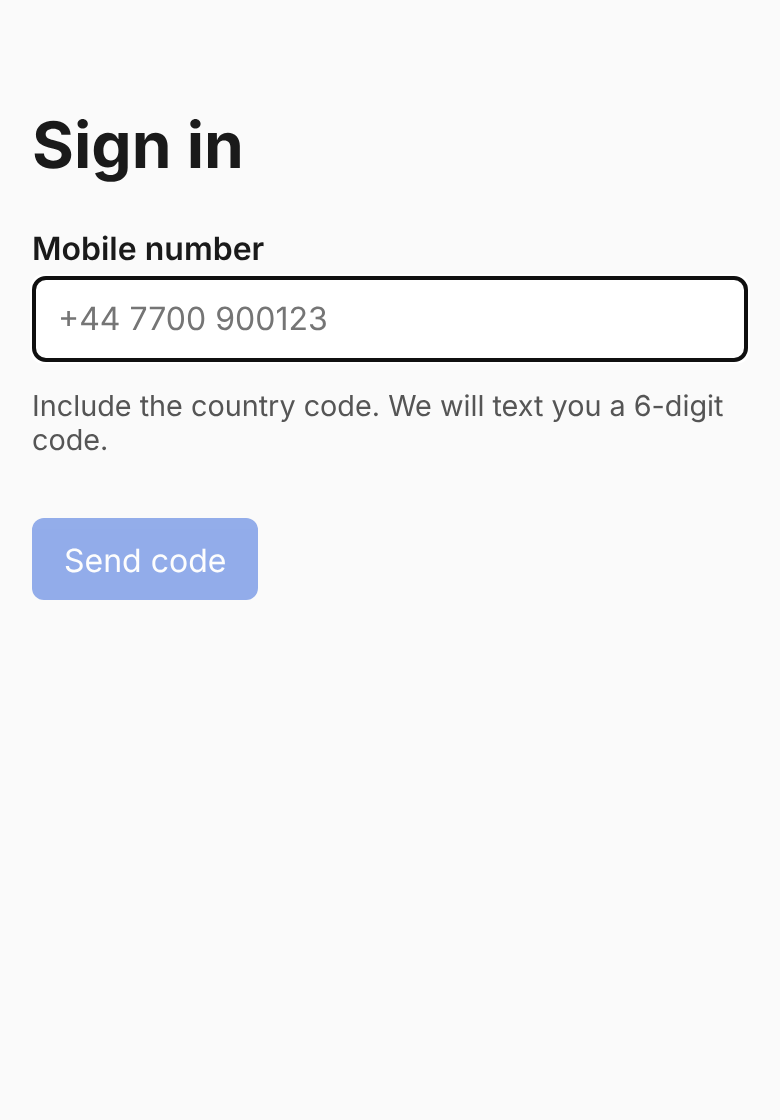 Sign in
Mobile number
+44 7700 900123
Include the country code. We will text you a 6-digit
code.
Send code